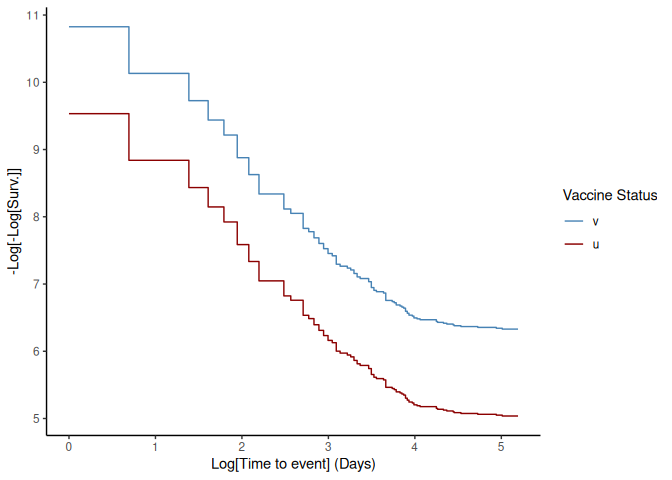 11
10
9
8
7
6
5
-Log[-Log[Surv.]]
0 1 2 3 4 5
Log[Time to event] (Days)
Vaccine Status
v
u